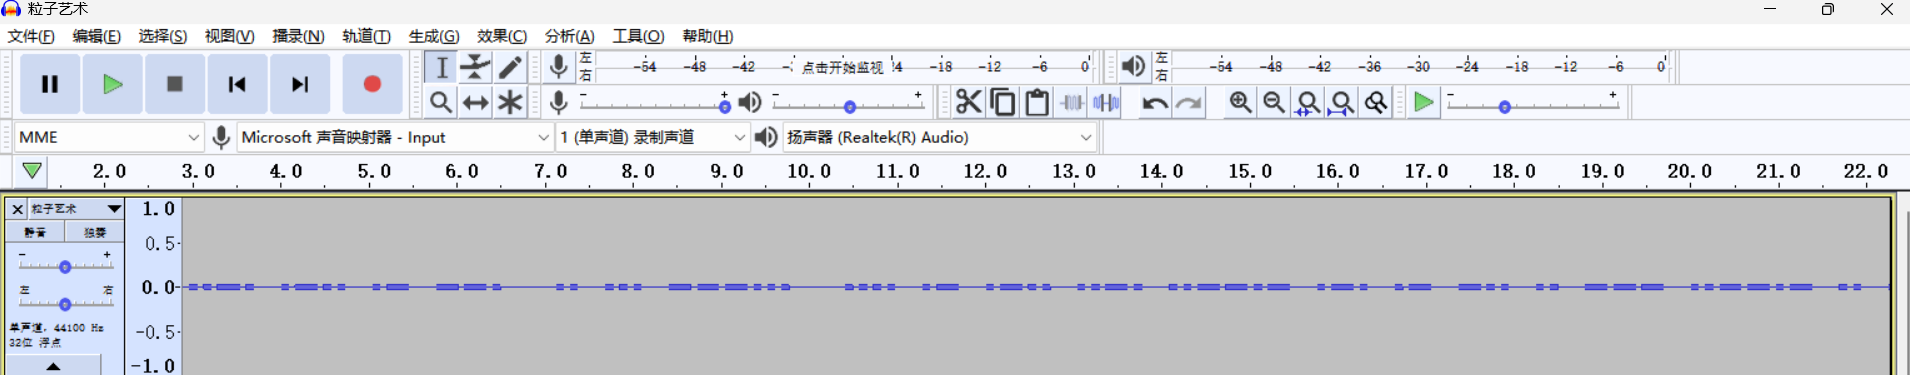 粒子艺术
文件(F) 编辑(E) 选择(S) 视图(V) 播录(N) 轨道(T) 生成(G) 效果(C) 分析(A) 工具(O) 帮助(H)
左 -54 -48 -42 -3 点击开始监视 !4 -18 -12 -6 0 左 -54 -48 -42 -36 -30 -24 -18 -12 -6 0
右 右
- + - + - +
MME Microsoft 声音映射器 - Input 1 (单声道) 录制声道 扬声器 (Realtek(R) Audio)
2.0 3.0 4.0 5.0 6.0 7.0 8.0 9.0 10.0 11.0 12.0 13.0 14.0 15.0 16.0 17.0 18.0 19.0 20.0 21.0 22.0
× 粒子艺术 1.0
静音 独奏 0.5
- +
左 右 0.0
单声道, 44100 Hz -0.5
32位 浮点
-1.0